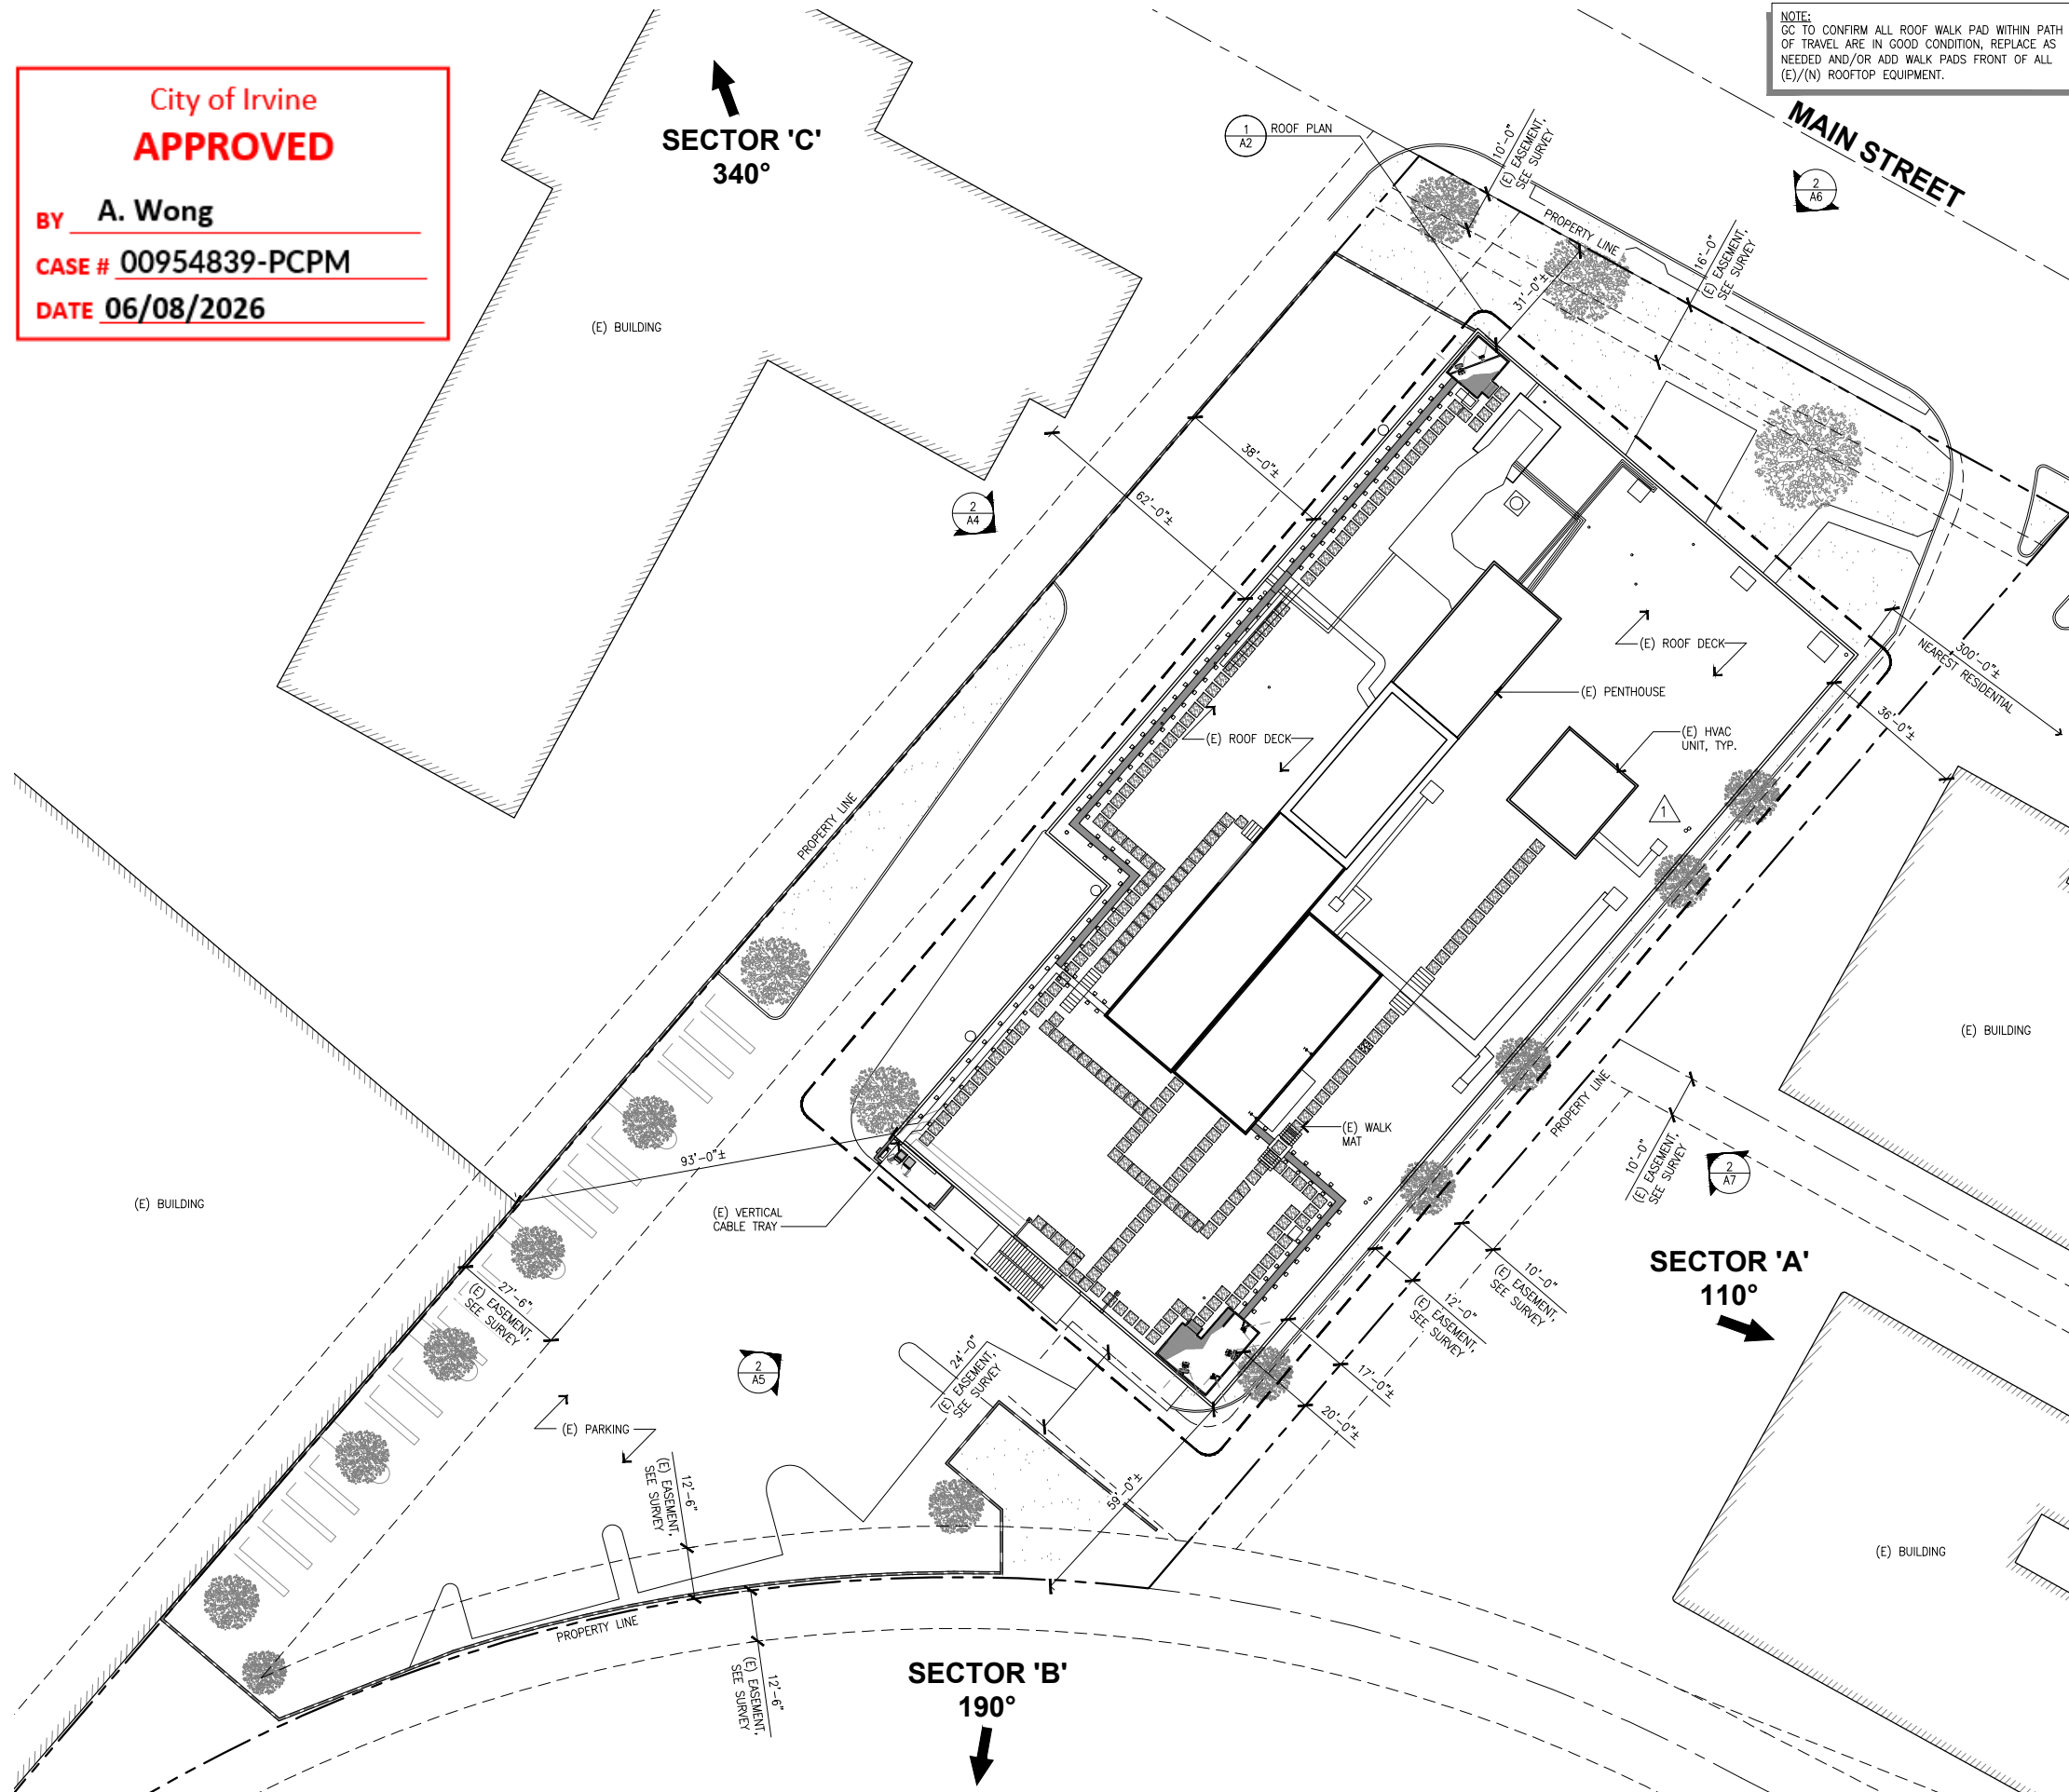 NOTE:
GC TO CONFIRM ALL ROOF WALK PAD WITHIN PATH
OF TRAVEL ARE IN GOOD CONDITION, REPLACE AS
NEEDED AND/OR ADD WALK PADS FRONT OF ALL
(E)/(N) ROOFTOP EQUIPMENT.
City of Irvine
APPROVED
BY A. Wong
CASE # 00954839-PCPM
DATE 06/08/2026
SECTOR 'C'
340°
1
A2
ROOF PLAN
10'-0"
(E) EASEMENT,
SEE SURVEY
MAIN STREET
2
A6
PROPERTY LINE
16'-0"
(E) EASEMENT,
SEE SURVEY
31'-0"±
(E) BUILDING
38'-0"±
62'-0"±
2
A4
(E) ROOF DECK
300'-0"±
NEAREST RESIDENTIAL
(E) PENTHOUSE
36'-0"±
(E) ROOF DECK
(E) HVAC
UNIT, TYP.
1
PROPERTY LINE
(E) BUILDING
PROPERTY LINE
(E) WALK
MAT
10'-0"
(E) EASEMENT,
SEE SURVEY
2
A7
93'-0"±
(E) BUILDING
(E) VERTICAL
CABLE TRAY
SECTOR 'A'
110°
27'-6"
(E) EASEMENT,
SEE SURVEY
10'-0"
(E) EASEMENT,
SEE SURVEY
12'-0"
(E) EASEMENT,
SEE SURVEY
2
A5
24'-0"
(E) EASEMENT,
SEE SURVEY
17'-0"±
20'-0"±
(E) PARKING
12'-6"
(E) EASEMENT,
SEE SURVEY
59'-0"±
(E) BUILDING
PROPERTY LINE
12'-6"
(E) EASEMENT,
SEE SURVEY
SECTOR 'B'
190°